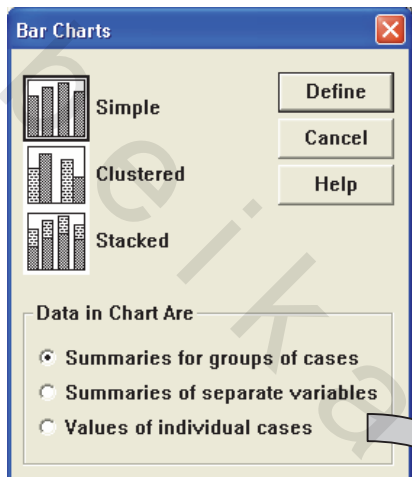 Bar Charts
Simple
Define
Cancel
Clustered
Help
Stacked
Data in Chart Are
Summaries for groups of cases
Summaries of separate variables
Values of individual cases
beika